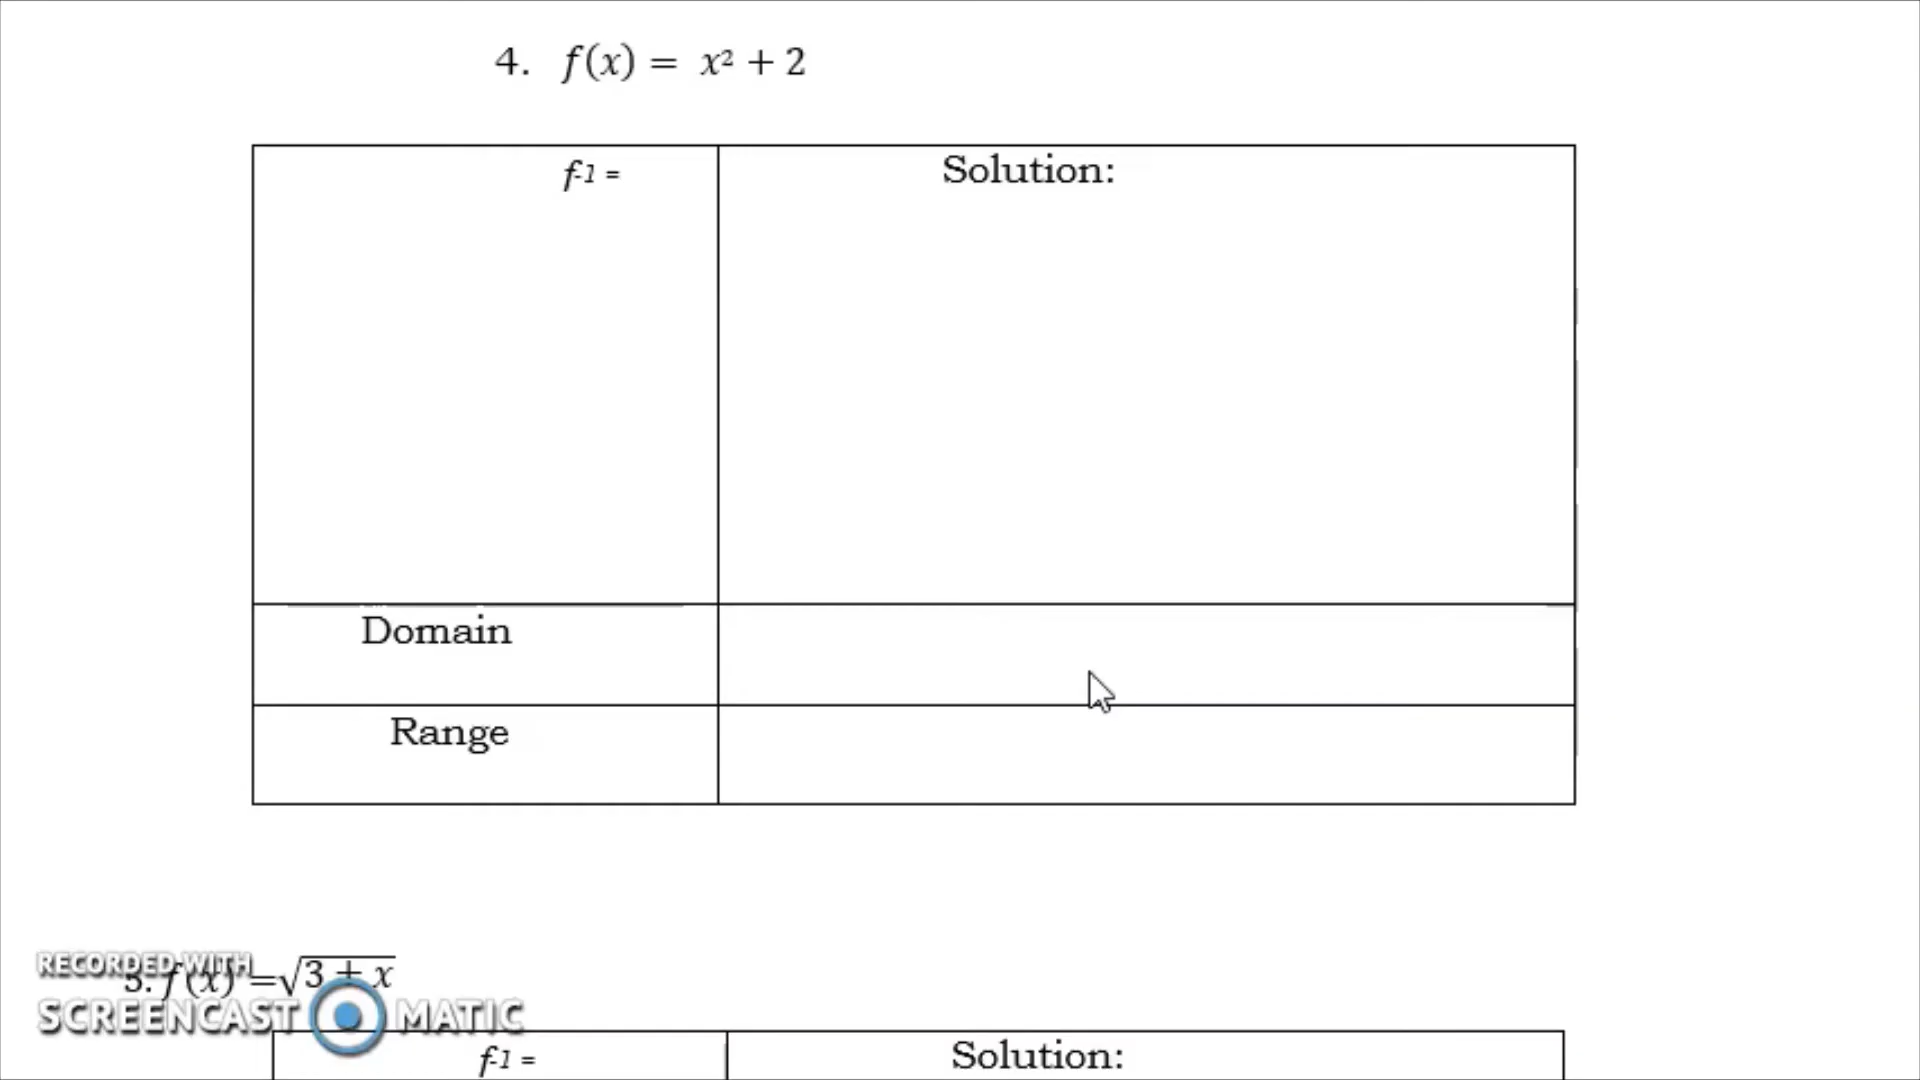 4. f(x) = x² + 2
f-1 =
Solution:
Domain
Range
RECORDED WITH
5. f(x) =√3 + x
SCREENCAST MATIC
f-1 =
Solution: